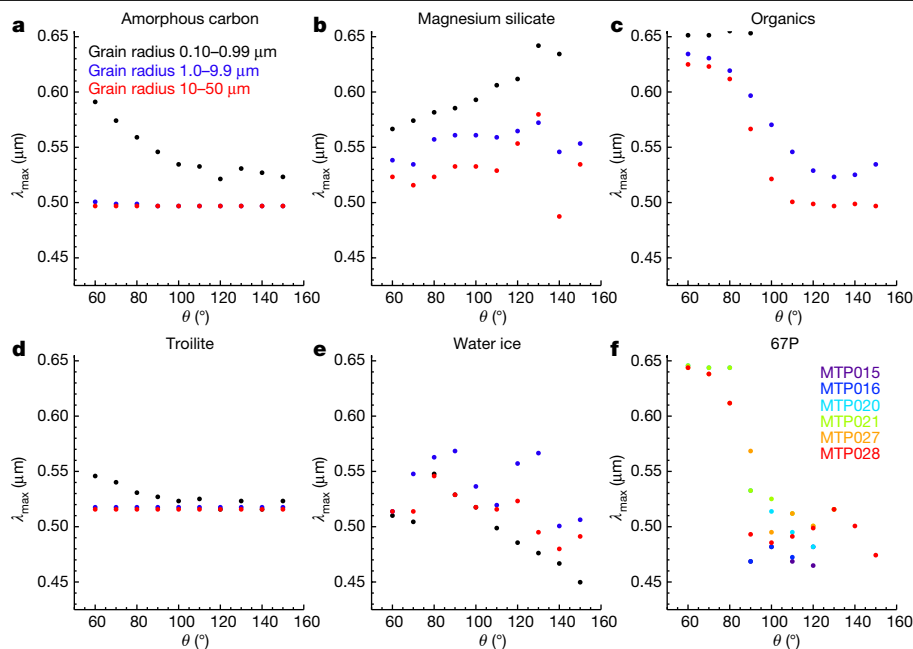 a Amorphous carbon
Grain radius 0.10–0.99 μm
Grain radius 1.0–9.9 μm
Grain radius 10–50 μm
0.65
0.60
0.55
0.50
0.45
λmax (μm)
60 80 100 120 140 160
θ (°)
b Magnesium silicate
0.65
0.60
0.55
0.50
0.45
λmax (μm)
60 80 100 120 140 160
θ (°)
c Organics
0.65
0.60
0.55
0.50
0.45
λmax (μm)
60 80 100 120 140 160
θ (°)
d Troilite
0.65
0.60
0.55
0.50
0.45
λmax (μm)
60 80 100 120 140 160
θ (°)
e Water ice
0.65
0.60
0.55
0.50
0.45
λmax (μm)
60 80 100 120 140 160
θ (°)
f 67P
MTP015
MTP016
MTP020
MTP021
MTP027
MTP028
0.65
0.60
0.55
0.50
0.45
λmax (μm)
60 80 100 120 140 160
θ (°)